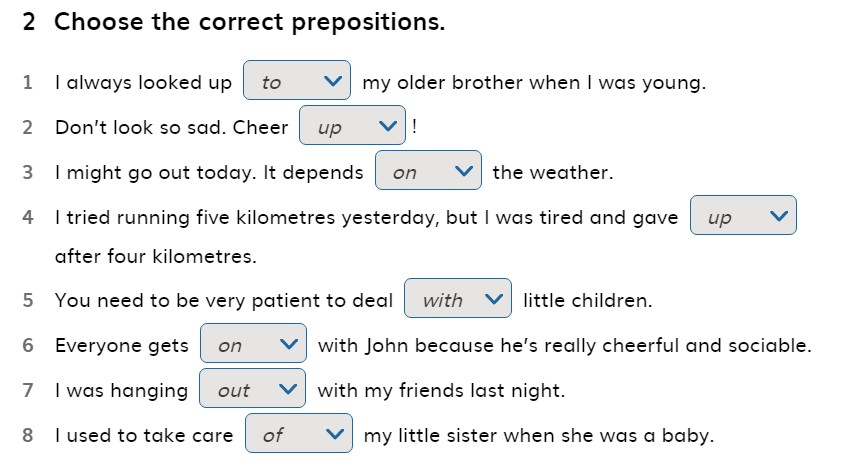 2 Choose the correct prepositions.
1 I always looked up to my older brother when I was young.
2 Don't look so sad. Cheer up !
3 I might go out today. It depends on the weather.
4 I tried running five kilometres yesterday, but I was tired and gave up
after four kilometres.
5 You need to be very patient to deal with little children.
6 Everyone gets on with John because he's really cheerful and sociable.
7 I was hanging out with my friends last night.
8 I used to take care of my little sister when she was a baby.